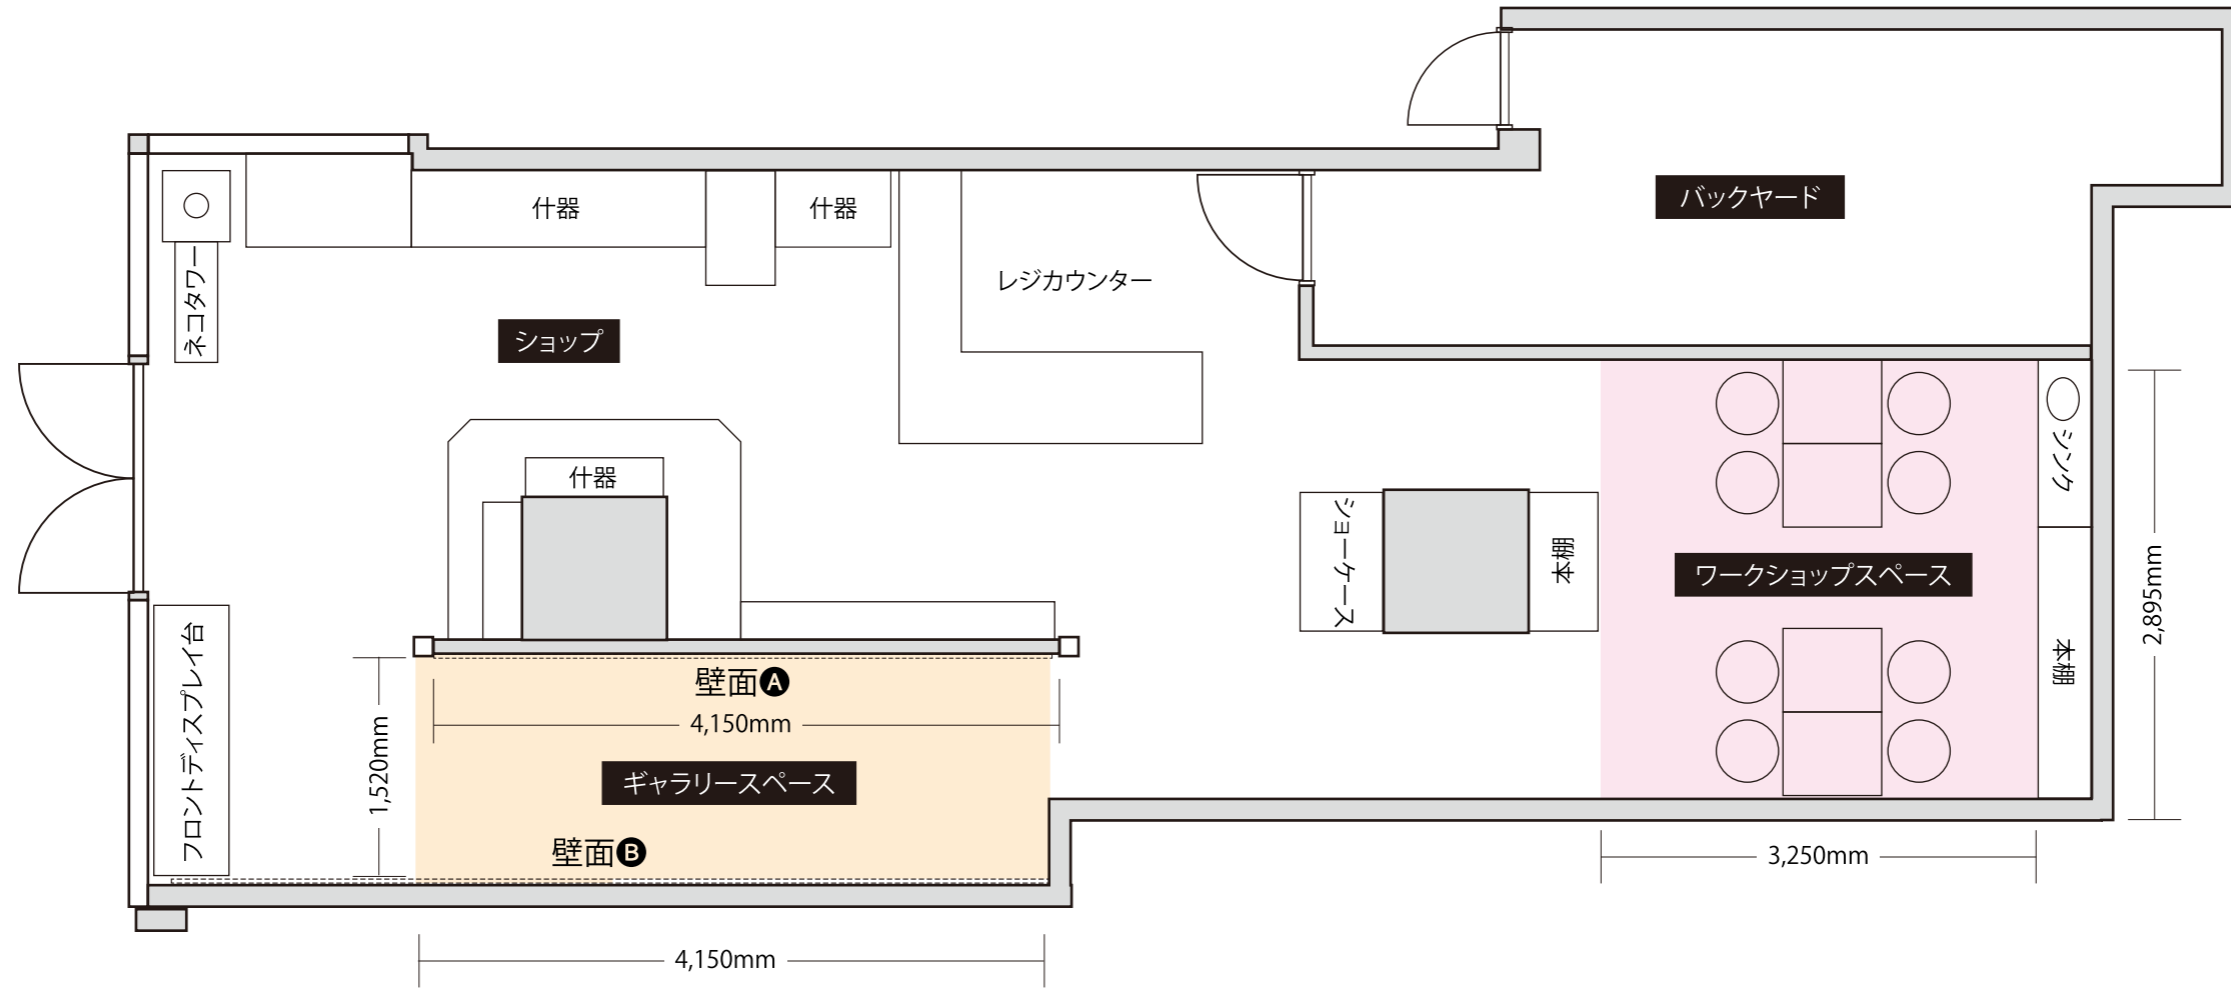 バックヤード
什器
什器
レジカウンター
ネコタワー
ショップ
什器
シンク
ショーケース
本棚
ワークショップスペース
2,895mm
本棚
フロントディスプレイ台
壁面A
4,150mm
1,520mm
ギャラリースペース
壁面B
3,250mm
4,150mm